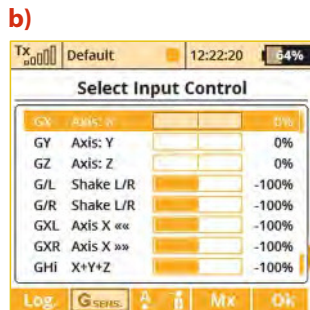 b)
Tx Default 12:22:20 64%
Select Input Control
GX Axis: X 0%
GY Axis: Y 0%
GZ Axis: Z 0%
G/L Shake L/R -100%
G/R Shake L/R -100%
GXL Axis X «« -100%
GXR Axis X »» -100%
GHi X+Y+Z -100%
Log. GSENS. Mx Ok